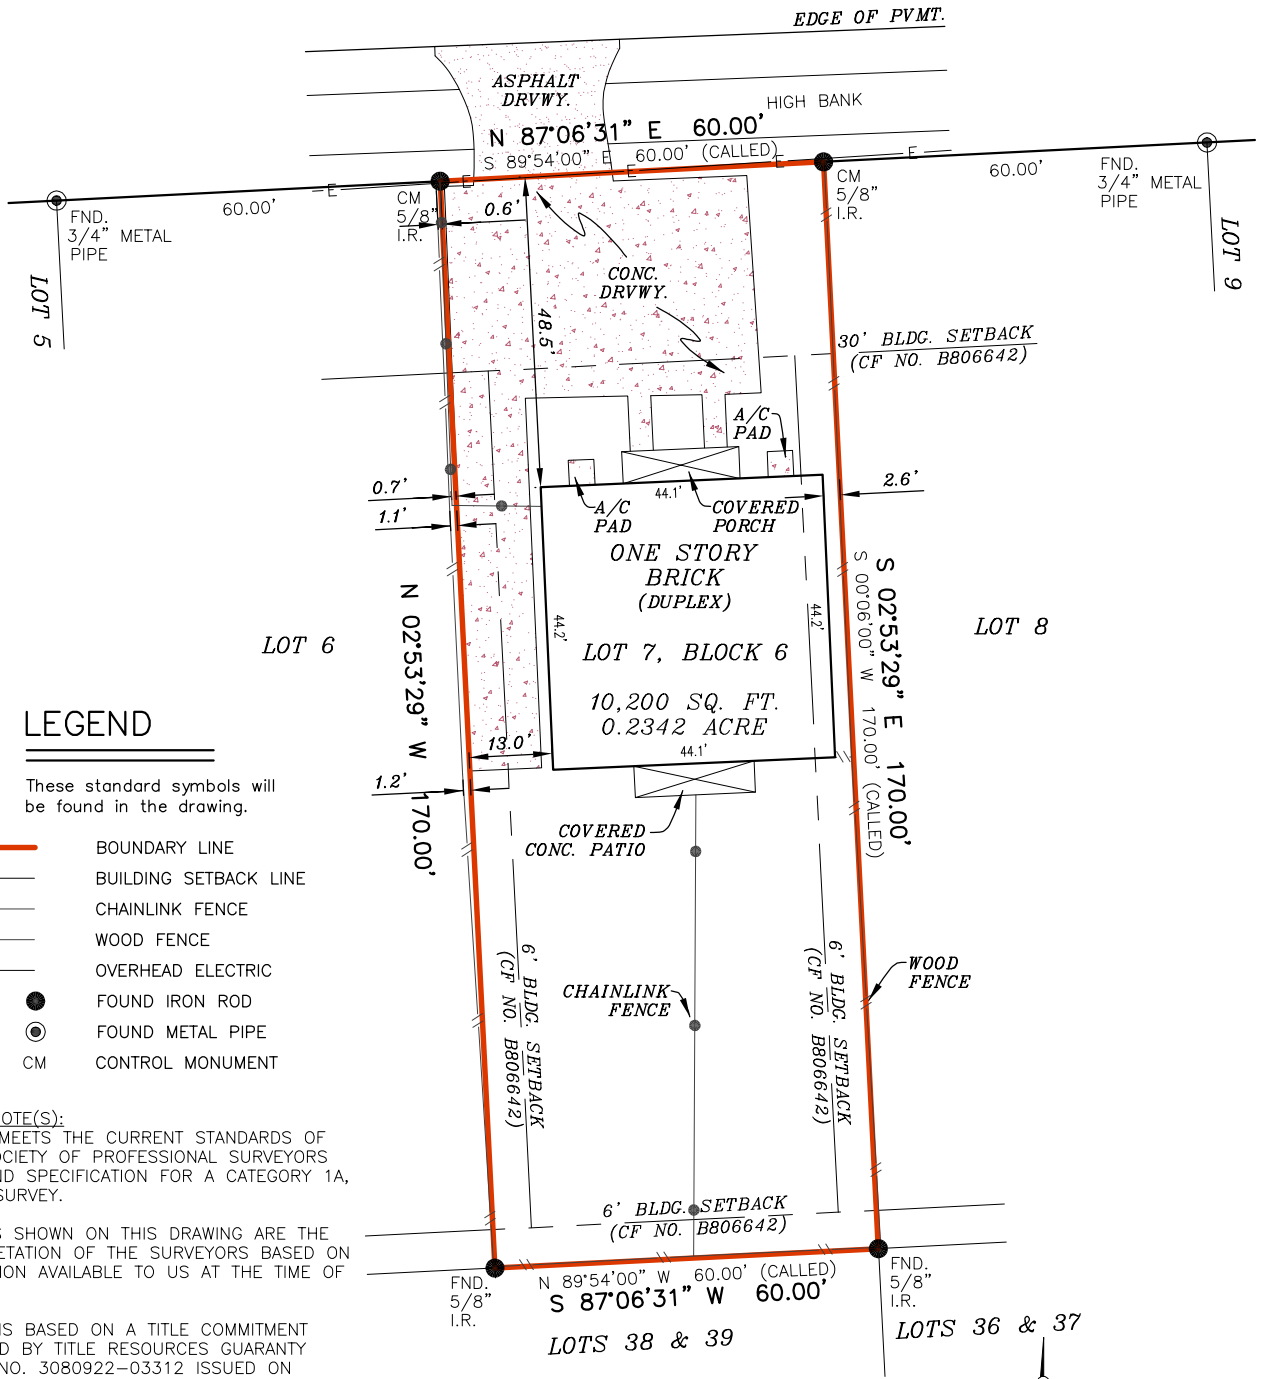 EDGE OF PVMT.
ASPHALT
DRVWY.
HIGH BANK
N 87°06'31" E 60.00'
S 89°54'00" E 60.00' (CALLED)
E
E
E
E
E
60.00'
FND.
3/4" METAL
PIPE
LOT 5
CM
5/8"
I.R.
0.6'
CM
5/8"
I.R.
60.00'
FND.
3/4" METAL
PIPE
LOT 9
CONC.
DRVWY.
48.5'
30' BLDG. SETBACK
(CF NO. B806642)
A/C
PAD
0.7'
1.1'
2.6'
44.1'
A/C
PAD
COVERED
PORCH
ONE STORY
BRICK
(DUPLEX)
44.2'
44.2'
LOT 7, BLOCK 6
10,200 SQ. FT.
0.2342 ACRE
44.1'
LOT 6
LOT 8
N 02°53'29" W 170.00'
S 02°53'29" E 170.00'
S 00°06'00" W 170.00' (CALLED)
13.0'
1.2'
COVERED
CONC. PATIO
LEGEND
These standard symbols will
be found in the drawing.
BOUNDARY LINE
BUILDING SETBACK LINE
CHAINLINK FENCE
WOOD FENCE
OVERHEAD ELECTRIC
FOUND IRON ROD
FOUND METAL PIPE
CM CONTROL MONUMENT
6' BLDG. SETBACK
(CF NO. B806642)
6' BLDG. SETBACK
(CF NO. B806642)
CHAINLINK
FENCE
WOOD
FENCE
6' BLDG. SETBACK
(CF NO. B806642)
OTE(S):
MEETS THE CURRENT STANDARDS OF
OCIETY OF PROFESSIONAL SURVEYORS
ND SPECIFICATION FOR A CATEGORY 1A,
SURVEY.
S SHOWN ON THIS DRAWING ARE THE
ETATION OF THE SURVEYORS BASED ON
ION AVAILABLE TO US AT THE TIME OF
IS BASED ON A TITLE COMMITMENT
D BY TITLE RESOURCES GUARANTY
NO. 3080922-03312 ISSUED ON
FND.
5/8"
I.R.
N 89°54'00" W 60.00' (CALLED)
S 87°06'31" W 60.00'
FND.
5/8"
I.R.
LOTS 38 & 39
LOTS 36 & 37